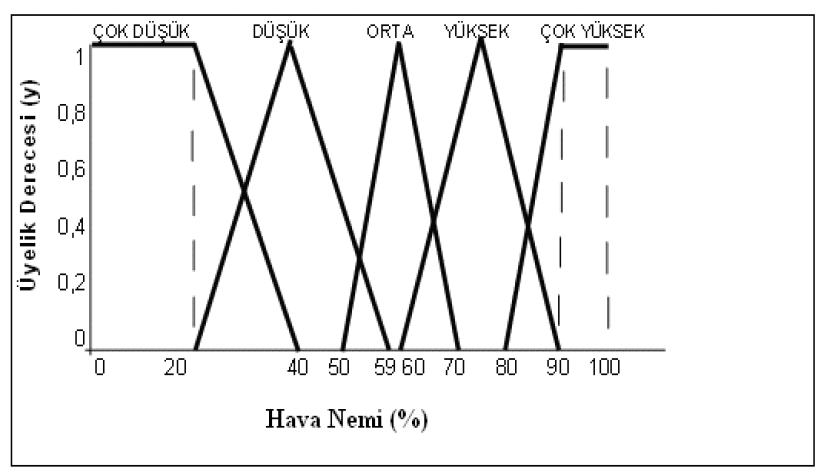 ÇOK DÜŞÜK DÜŞÜK ORTA YÜKSEK ÇOK YÜKSEK
Üyelik Derecesi (y)
1
0,8
0,6
0,4
0,2
0
0 20 40 50 59 60 70 80 90 100
Hava Nemi (%)